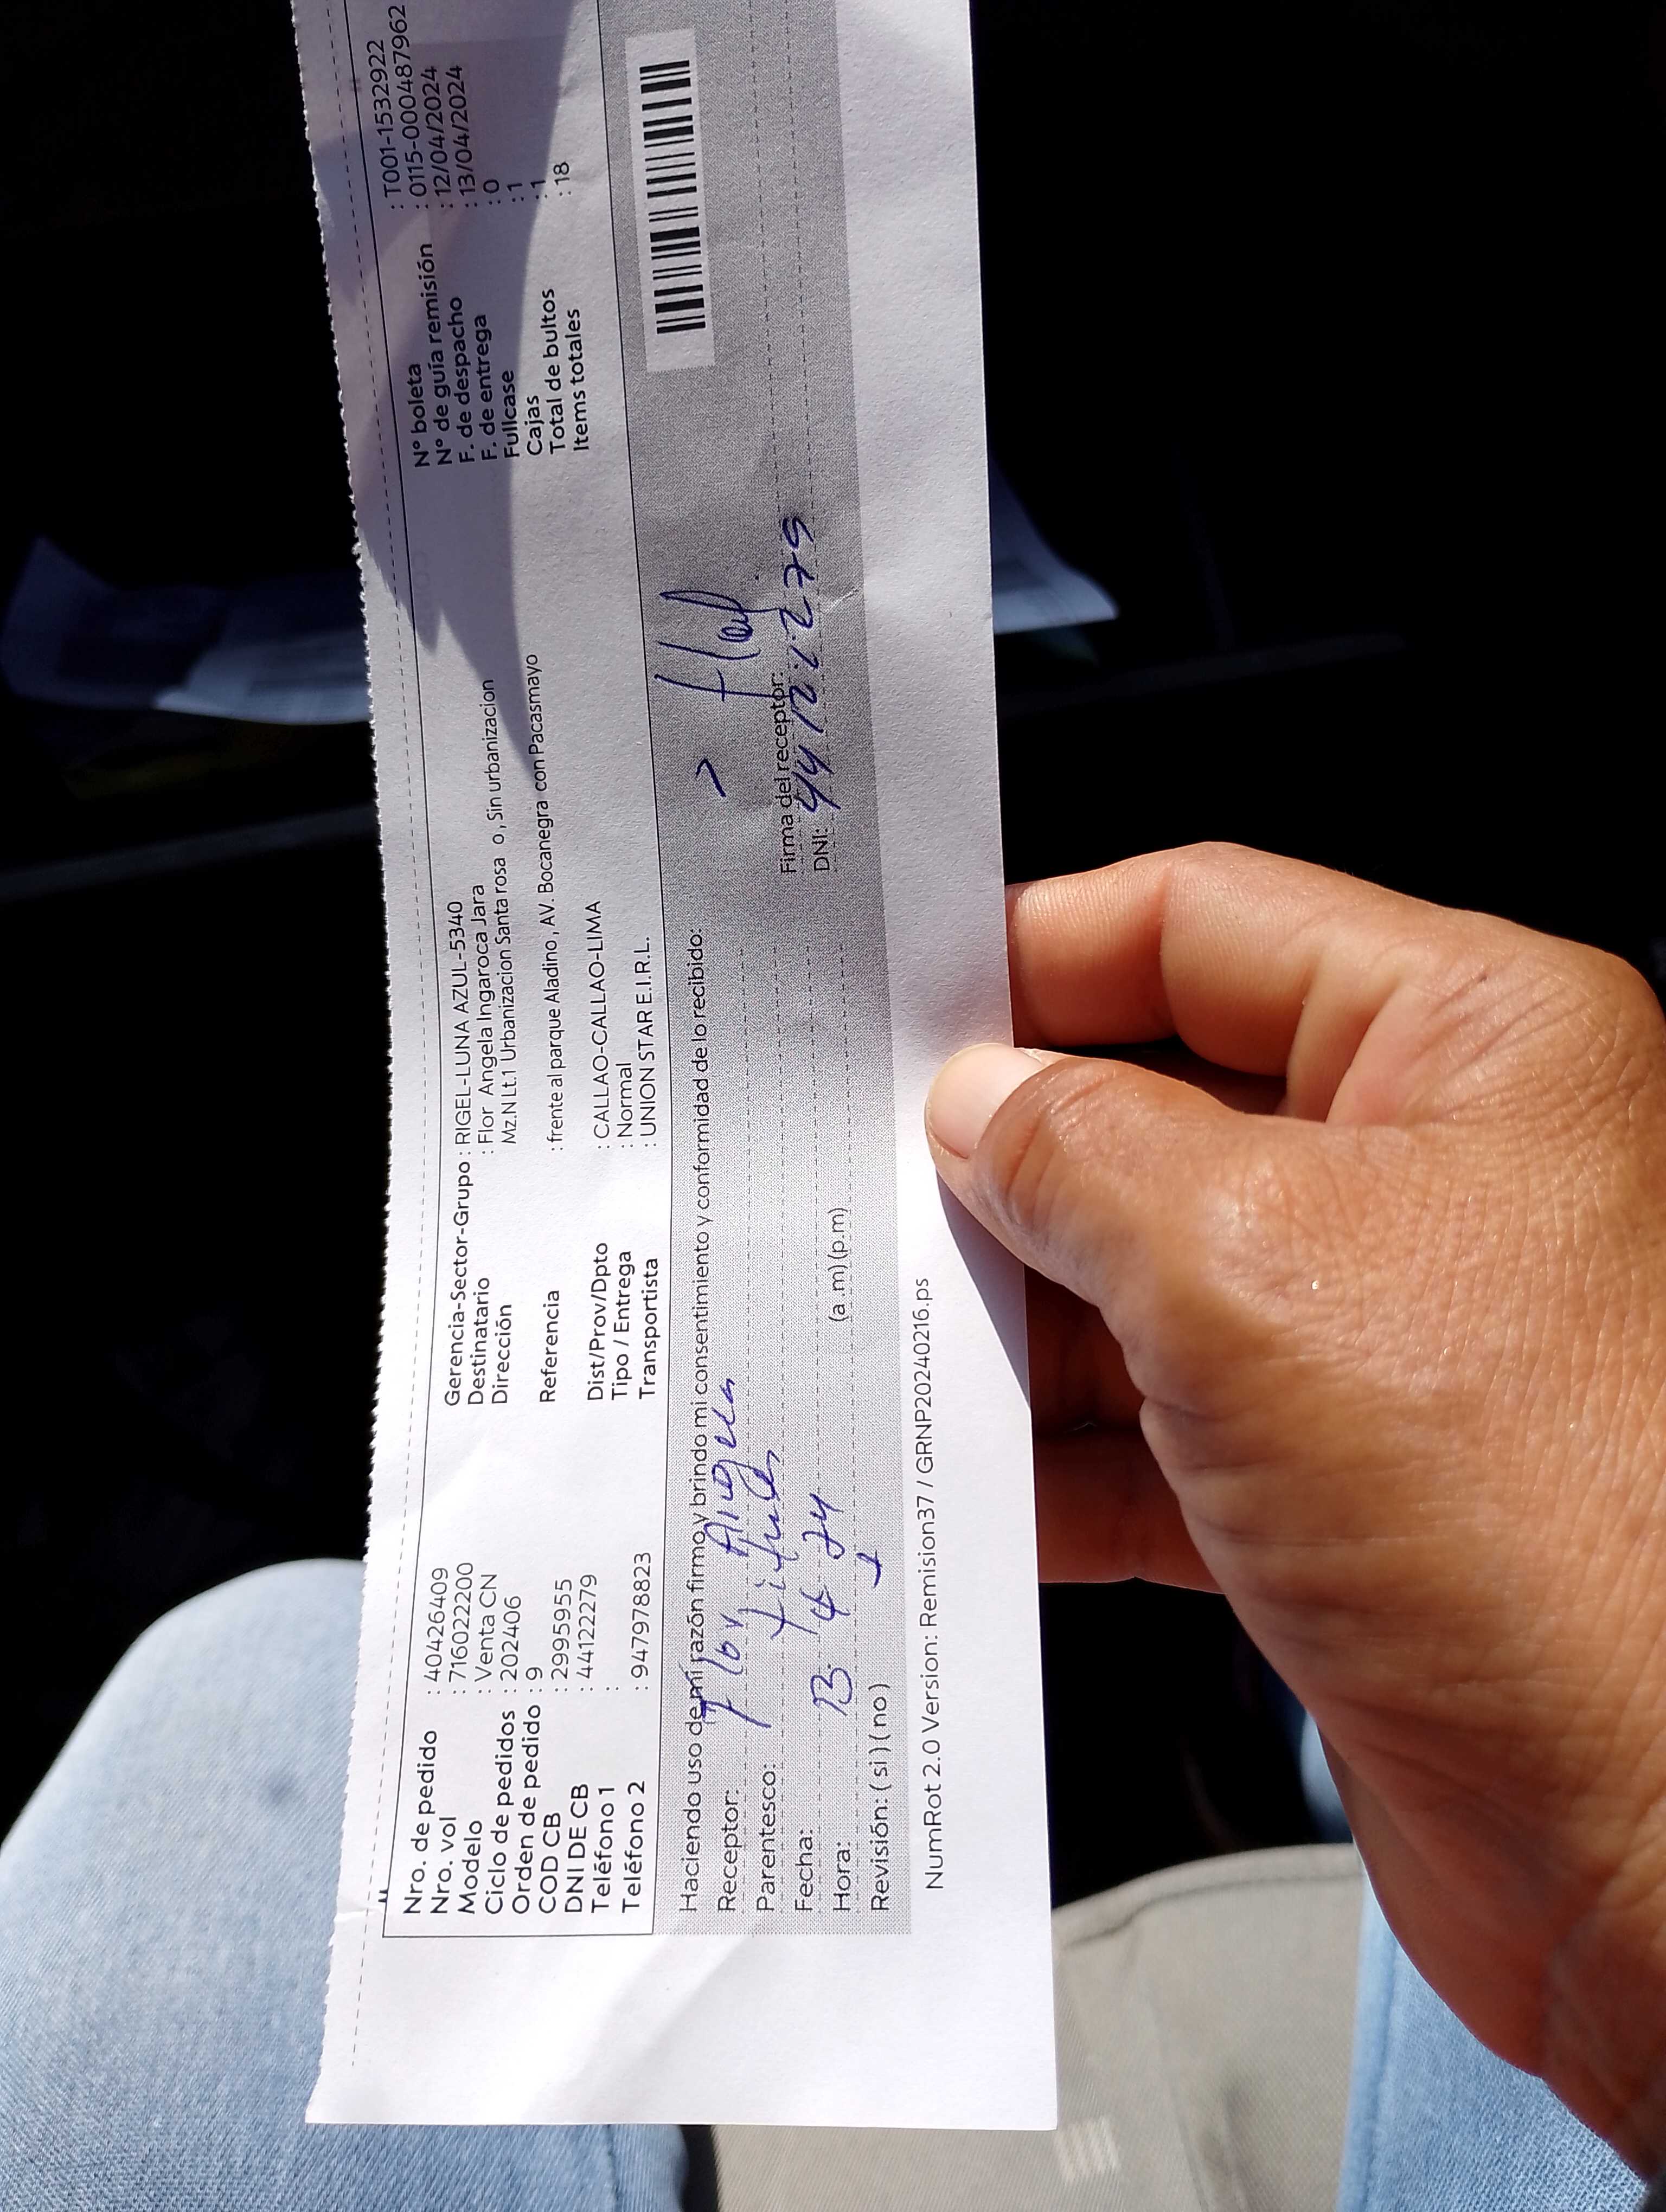 Nro. de pedido : 40426409
Nro. vol : 716022200
Modelo : Venta CN
Ciclo de pedidos : 202406
Orden de pedido : 9
COD CB : 29995955
DNI DE CB : 44122279
Teléfono 1 :
Teléfono 2 : 947978823
Gerencia-Sector-Grupo : RIGEL-LUNA AZUL-5340
Destinatario : Flor Angela Ingaroca Jara
Dirección Mz.N Lt.1 Urbanizacion Santa rosa o, Sin urbanizacion
Referencia : frente al parque Aladino , AV. Bocanegra con Pacasmayo
Dist/Prov/Dpto : CALLAO-CALLAO-LIMA
Tipo / Entrega : Normal
Transportista : UNION STAR E.I.R.L.
N° boleta : T001-1532922
N° de guía remisión : 0115-0000487962
F. de despacho : 12/04/2024
F. de entrega : 13/04/2024
Fullcase : 0
Cajas : 1
Total de bultos : 1
Items totales : 18
Haciendo uso de mi razón firmo y brindo mi consentimiento y conformidad de lo recibido:
Receptor: Flor Angela
Parentesco: titular
Fecha: 13 4 24
Hora: (a.m) (p.m)
Revisión: ( si ) ( no )
Flor
Firma del receptor:
DNI: 44122279
NumRot 2.0 Version: Remision37 / GRNP20240216.ps